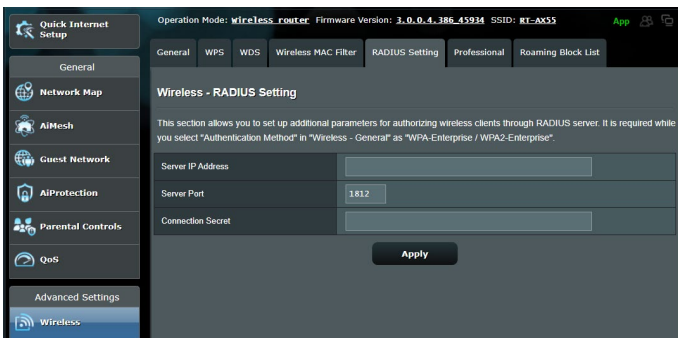 Quick Internet
Setup
Operation Mode: Wireless router Firmware Version: 3.0.0.4.386_45934 SSID: RT-AX55
App
General WPS WDS Wireless MAC Filter RADIUS Setting Professional Roaming Block List
General
Network Map
AiMesh
Guest Network
AiProtection
Parental Controls
QoS
Advanced Settings
Wireless
Wireless - RADIUS Setting
This section allows you to set up additional parameters for authorizing wireless clients through RADIUS server. It is required while
you select "Authentication Method" in "Wireless - General" as "WPA-Enterprise / WPA2-Enterprise".
Server IP Address
Server Port 1812
Connection Secret
Apply